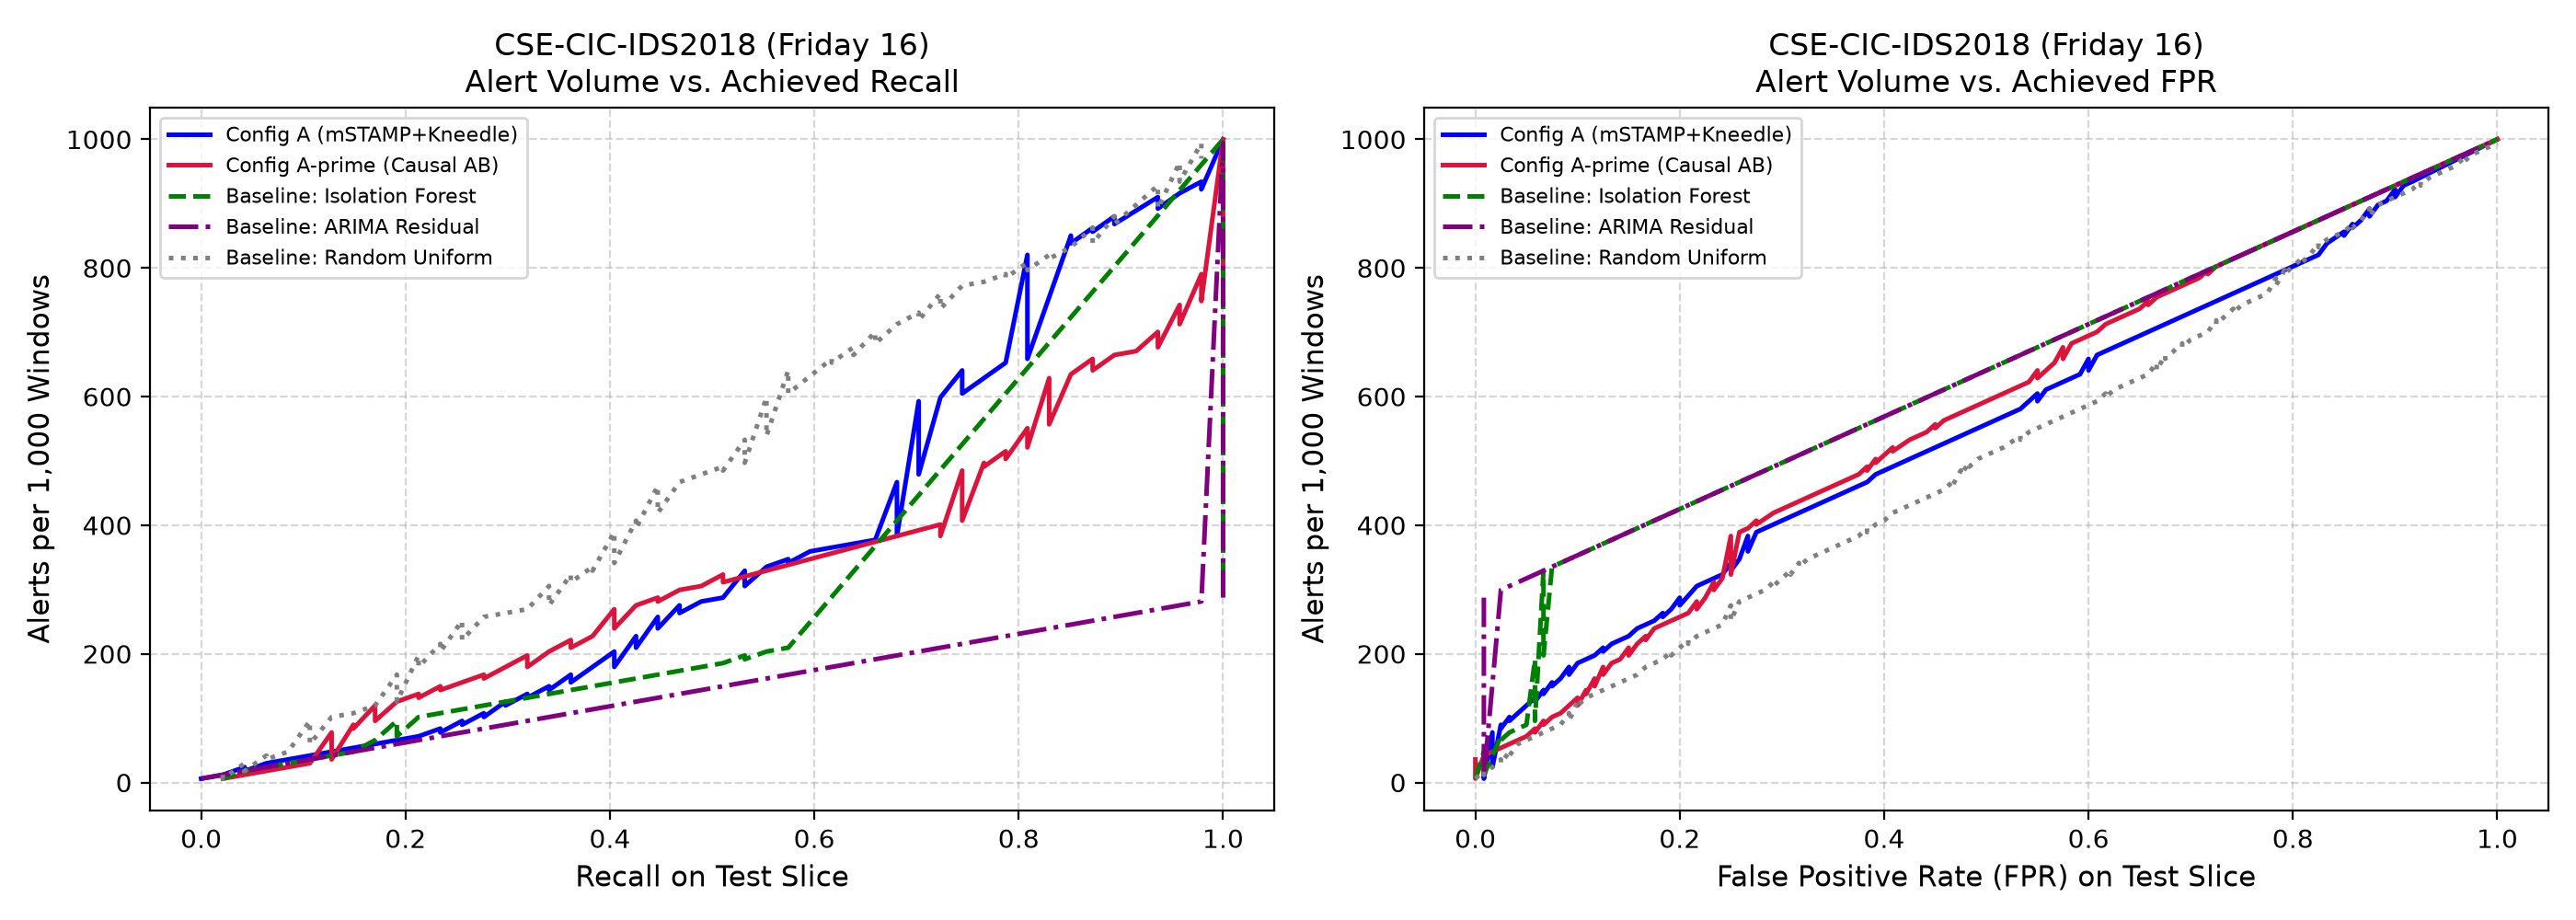 CSE-CIC-IDS2018 (Friday 16)
Alert Volume vs. Achieved Recall
Alerts per 1,000 Windows
1000
800
600
400
200
0
Config A (mSTAMP+Kneedle)
Config A-prime (Causal AB)
Baseline: Isolation Forest
Baseline: ARIMA Residual
Baseline: Random Uniform
0.0 0.2 0.4 0.6 0.8 1.0
Recall on Test Slice
CSE-CIC-IDS2018 (Friday 16)
Alert Volume vs. Achieved FPR
Alerts per 1,000 Windows
1000
800
600
400
200
0
Config A (mSTAMP+Kneedle)
Config A-prime (Causal AB)
Baseline: Isolation Forest
Baseline: ARIMA Residual
Baseline: Random Uniform
0.0 0.2 0.4 0.6 0.8 1.0
False Positive Rate (FPR) on Test Slice